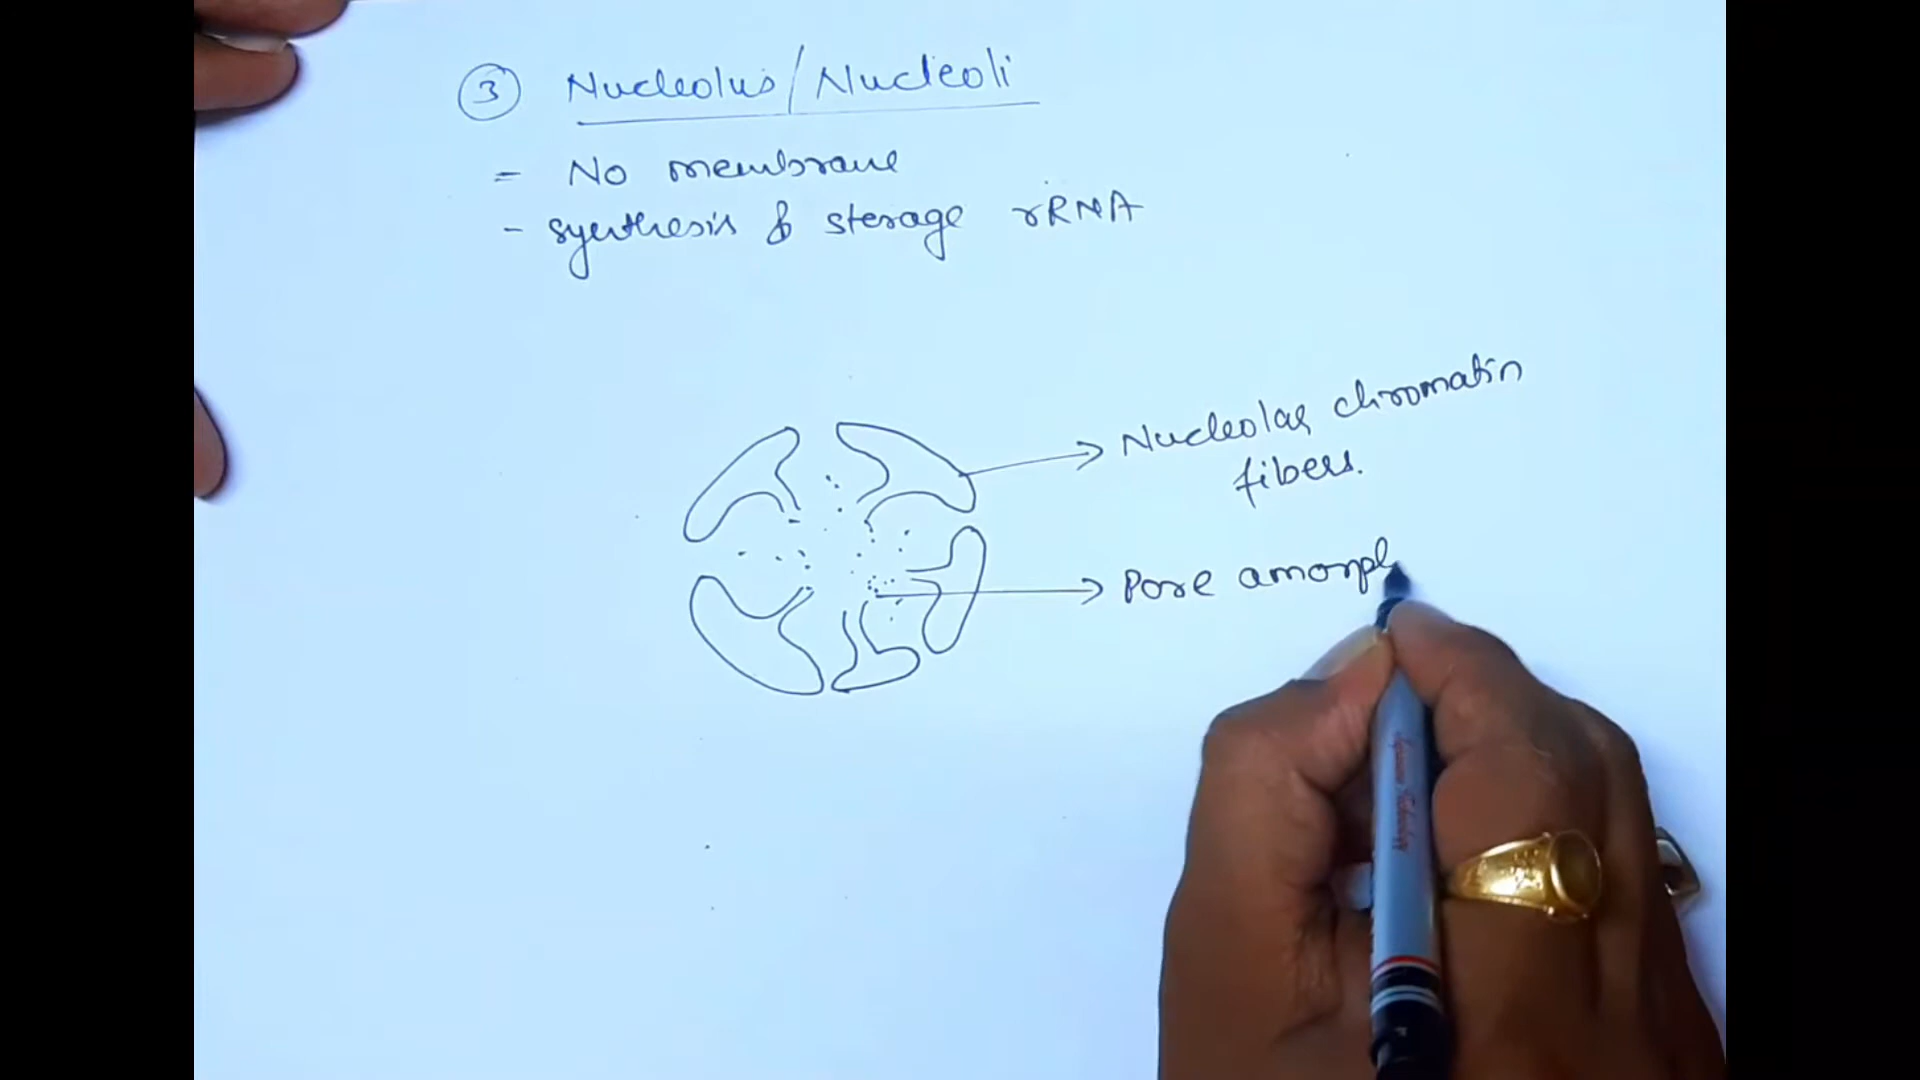 3 Nucleolus/Nucleoli
= No membrane
- synthesis & storage rRNA
Nucleolar chromatin
fibers.
Pore amorph